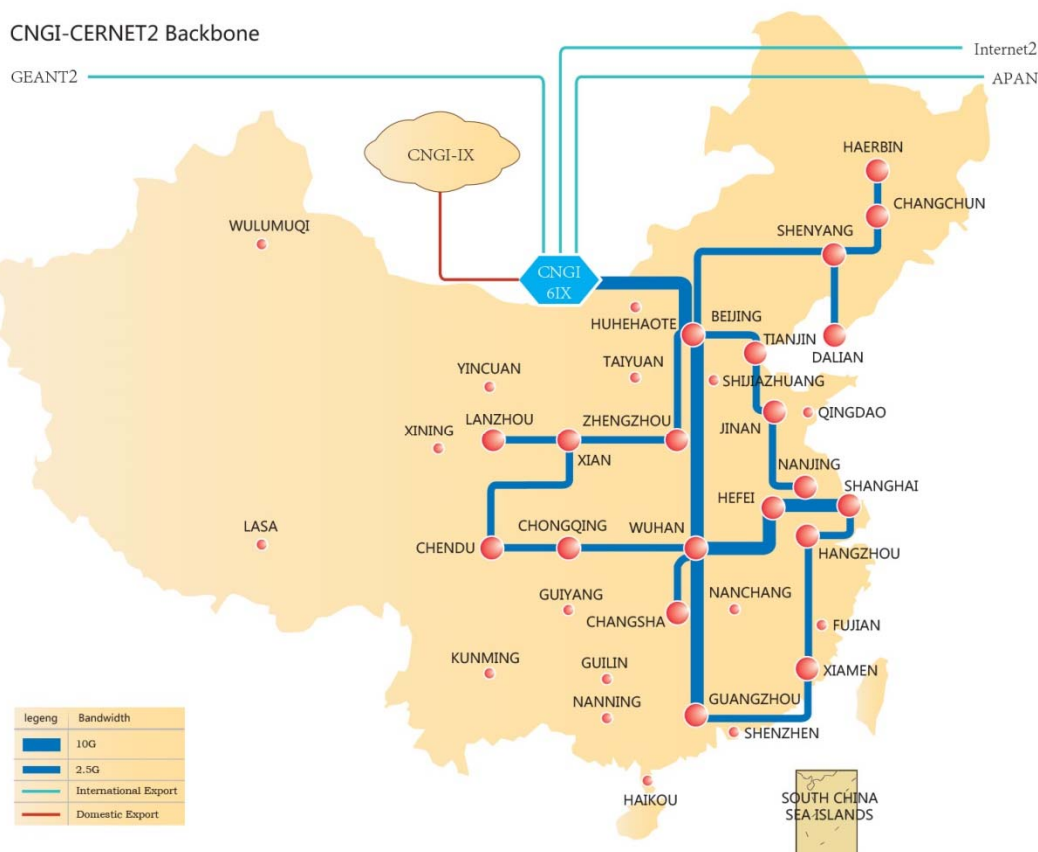 CNGI-CERNET2 Backbone
Internet2
GEANT2
APAN
CNGI-IX
HAERBIN
CHANGCHUN
WULUMUQI
SHENYANG
CNGI
6IX
HUHEHAOTE
BEIJING
TIANJIN
DALIAN
YINCUAN
TAIYUAN
SHIJIAZHUANG
LANZHOU
ZHENGZHOU
QINGDAO
XINING
JINAN
XIAN
NANJING
SHANGHAI
HEFEI
LASA
CHONGQING
WUHAN
CHENDU
HANGZHOU
GUIYANG
NANCHANG
CHANGSHA
FUJIAN
KUNMING
GUILIN
XIAMEN
NANNING
GUANGZHOU
SHENZHEN
legeng Bandwidth
10G
2.5G
International Export
Domestic Export
HAIKOU
SOUTH CHINA
SEA ISLANDS